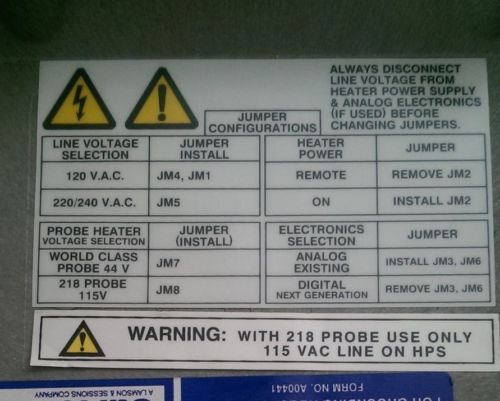 ALWAYS DISCONNECT
LINE VOLTAGE FROM
HEATER POWER SUPPLY
& ANALOG ELECTRONICS
(IF USED) BEFORE
CHANGING JUMPERS.
JUMPER
CONFIGURATIONS
LINE VOLTAGE SELECTION JUMPER INSTALL
120 V.A.C. JM4, JM1
220/240 V.A.C. JM5
HEATER POWER JUMPER
REMOTE REMOVE JM2
ON INSTALL JM2
PROBE HEATER VOLTAGE SELECTION JUMPER (INSTALL)
WORLD CLASS PROBE 44 V JM7
218 PROBE 115V JM8
ELECTRONICS SELECTION JUMPER
ANALOG EXISTING INSTALL JM3, JM6
DIGITAL NEXT GENERATION REMOVE JM3, JM6
WARNING: WITH 218 PROBE USE ONLY
115 VAC LINE ON HPS
A LAMSON & SESSIONS COMPANY
FORM NO. A00441